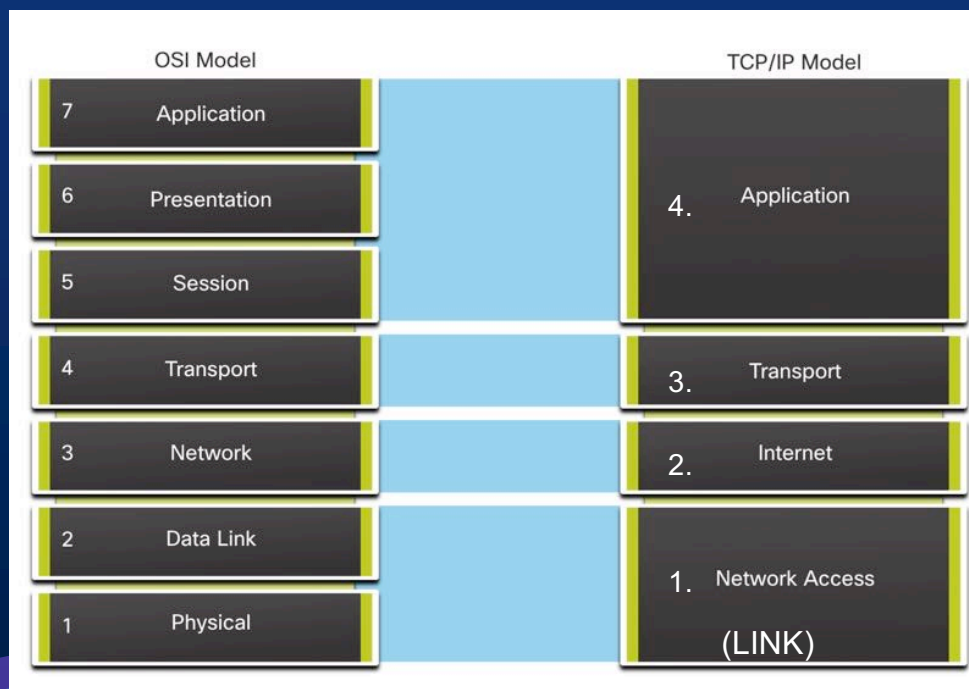 OSI Model
7 Application
6 Presentation
5 Session
4 Transport
3 Network
2 Data Link
1 Physical
TCP/IP Model
4. Application
3. Transport
2. Internet
1. Network Access
(LINK)